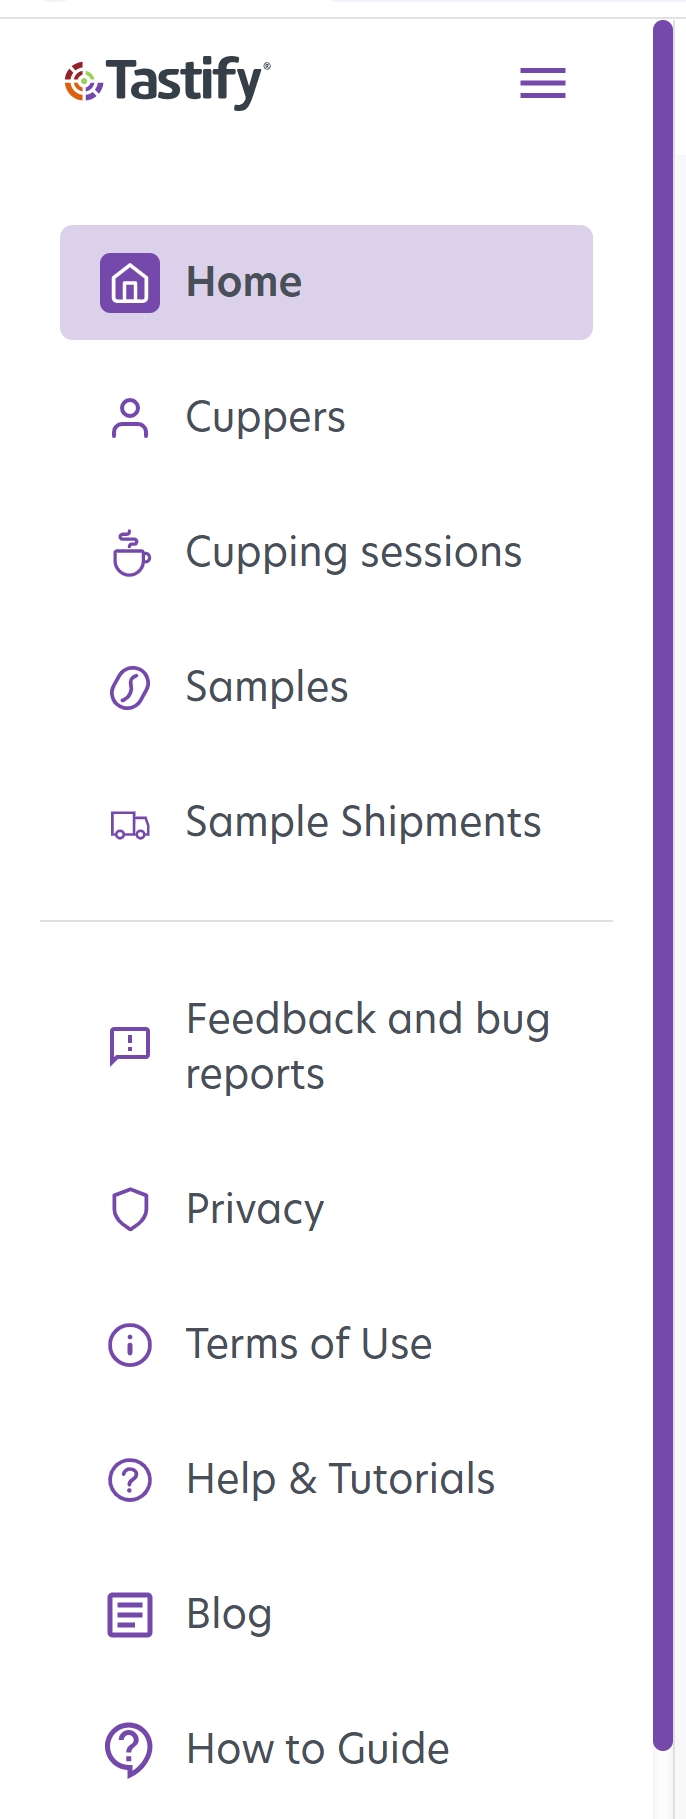 Tastify®
Home
Cuppers
Cupping sessions
Samples
Sample Shipments
Feedback and bug
reports
Privacy
Terms of Use
Help & Tutorials
Blog
How to Guide